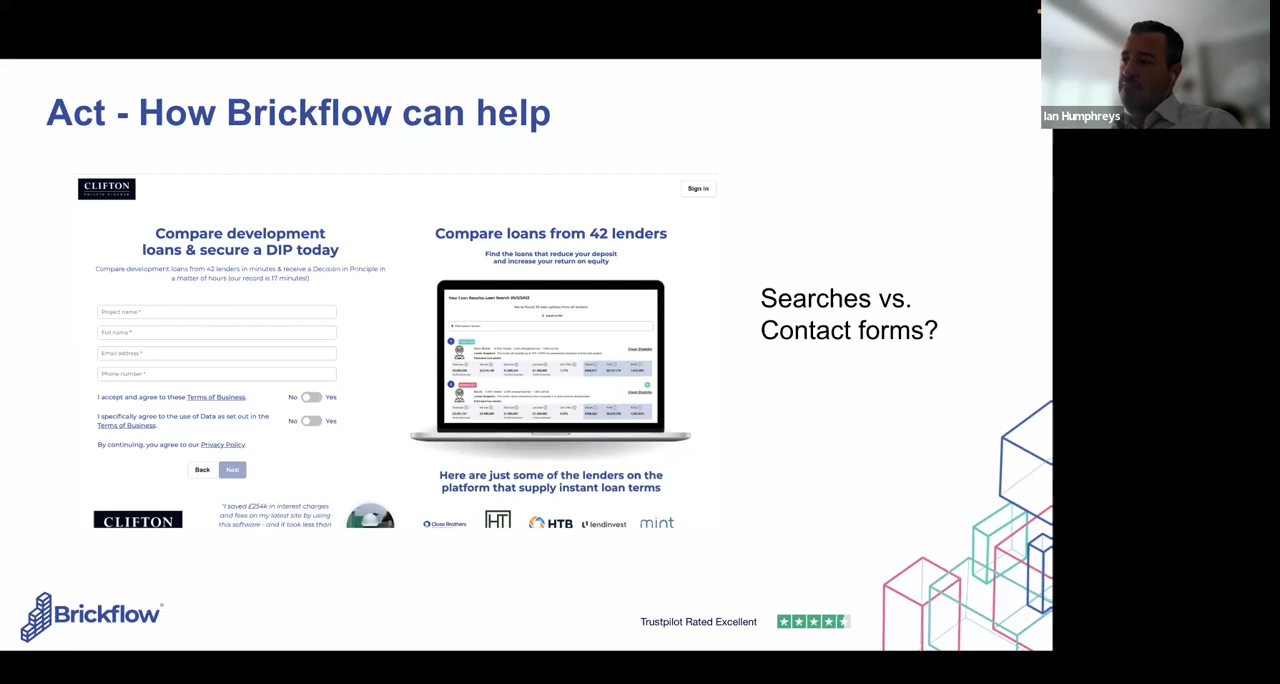 Ian Humphreys
Act - How Brickflow can help
CLIFTON
PRIVATE FINANCE
Sign in
Compare development
loans & secure a DIP today
Compare development loans from 42 lenders in minutes & receive a Decision in Principle in
a matter of hours (our record is 17 minutes!)
Project name *
Full name *
Email address *
Phone number *
I accept and agree to these Terms of Business.
No Yes
I specifically agree to the use of Data as set out in the
Terms of Business.
No Yes
By continuing, you agree to our Privacy Policy.
Back Next
CLIFTON
"I saved £254k in interest charges
and fees on my latest site by using
this software - and it took less than
Compare loans from 42 lenders
Find the loans that reduce your deposit
and increase your return on equity
Check Eligibility
Check Eligibility
Here are just some of the lenders on the
platform that supply instant loan terms
Close Brothers
HT
HTB
lendinvest
mint
Searches vs.
Contact forms?
Brickflow
Trustpilot Rated Excellent